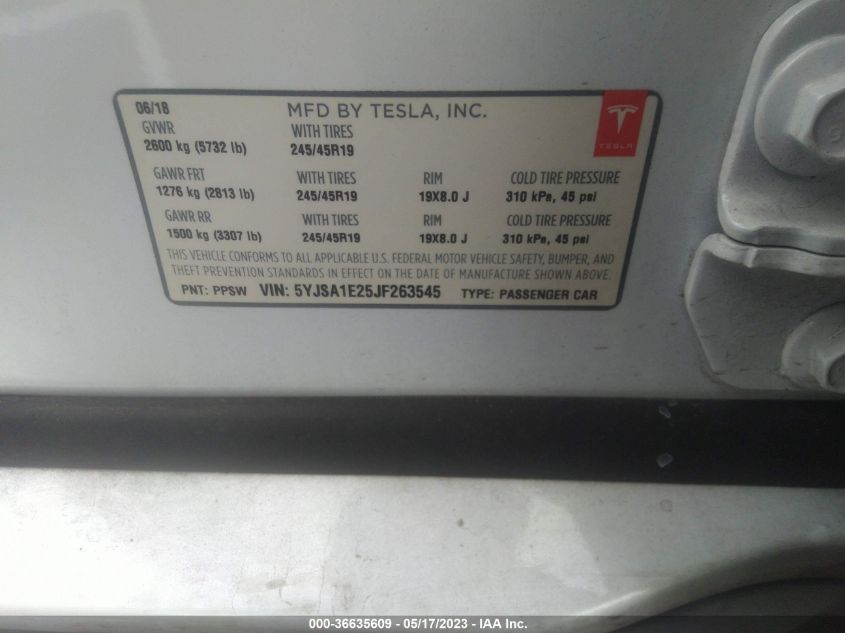 06/18 MFD BY TESLA, INC.
GVWR WITH TIRES
2600 kg (5732 lb) 245/45R19
TESLA
GAWR FRT WITH TIRES RIM COLD TIRE PRESSURE
1276 kg (2813 lb) 245/45R19 19X8.0 J 310 kPa, 45 psi
GAWR RR WITH TIRES RIM COLD TIRE PRESSURE
1500 kg (3307 lb) 245/45R19 19X8.0 J 310 kPa, 45 psi
THIS VEHICLE CONFORMS TO ALL APPLICABLE U.S. FEDERAL MOTOR VEHICLE SAFETY, BUMPER, AND
THEFT PREVENTION STANDARDS IN EFFECT ON THE DATE OF MANUFACTURE SHOWN ABOVE.
PNT: PPSW VIN: 5YJSA1E25JF263545 TYPE: PASSENGER CAR
000-36635609 - 05/17/2023 - IAA Inc.